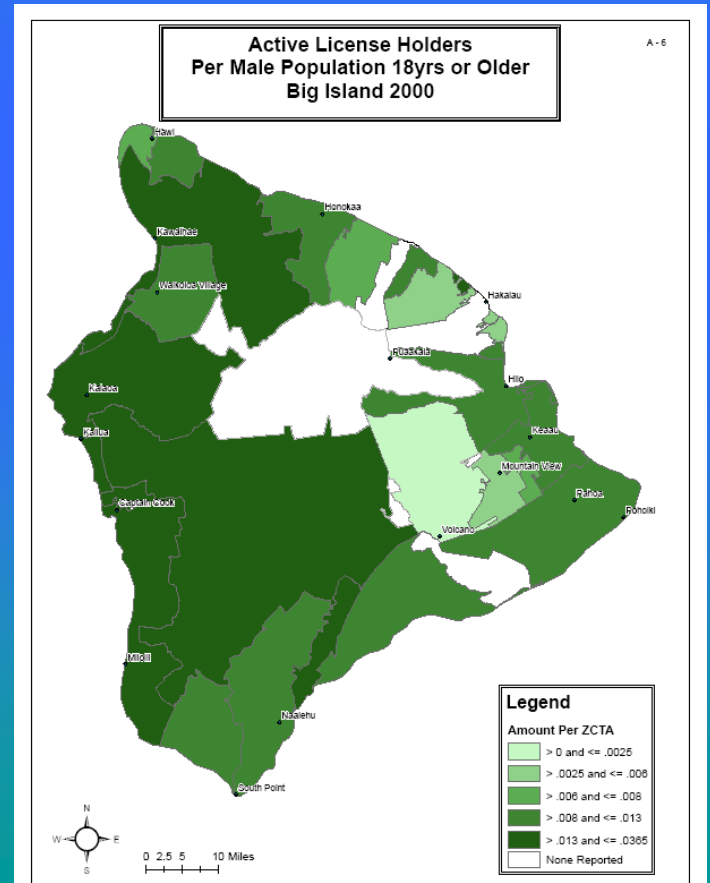 Active License Holders
Per Male Population 18yrs or Older
Big Island 2000
A - 6
Hawi
Honokaa
Kawaihae
Waikoloa Village
Hakalau
Puaakala
Hilo
Kalaoa
Kailua
Keaau
Mountain View
Captain Cook
Pahoa
Pohoiki
Volcano
Milolii
Naalehu
South Point
Legend
Amount Per ZCTA
> 0 and <= .0025
> .0025 and <= .006
> .006 and <= .008
> .008 and <= .013
> .013 and <= .0365
None Reported
N
W E
S
0 2.5 5 10 Miles